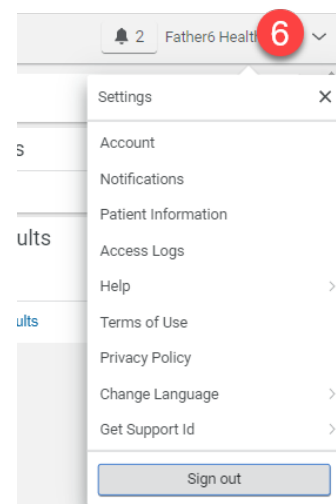 2 Father6 Healt 6
Settings
s
Account
Notifications
Patient Information
ults
Access Logs
Help
ults Terms of Use
Privacy Policy
Change Language
Get Support Id
Sign out